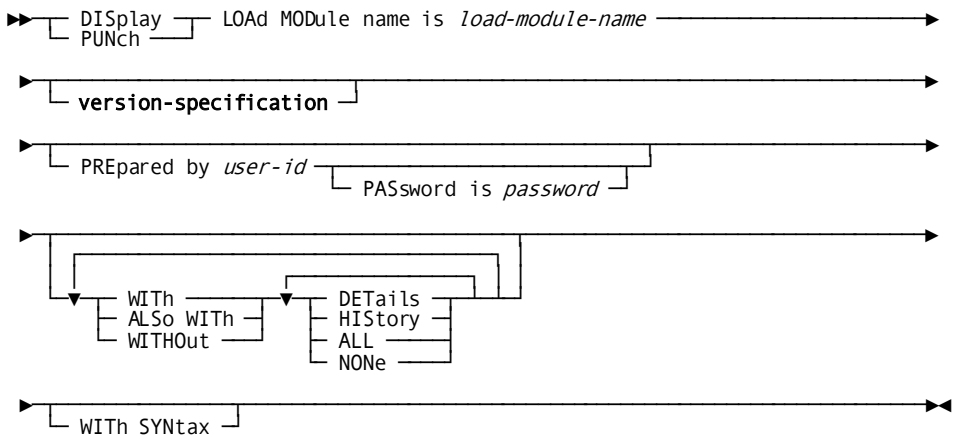 DISplay LOAd MODule name is load-module-name
PUNch
version-specification
PREpared by user-id
PASsword is password
WITh DETails
ALSo WITh HIStory
WITHOut ALL
NONe
WITh SYNtax